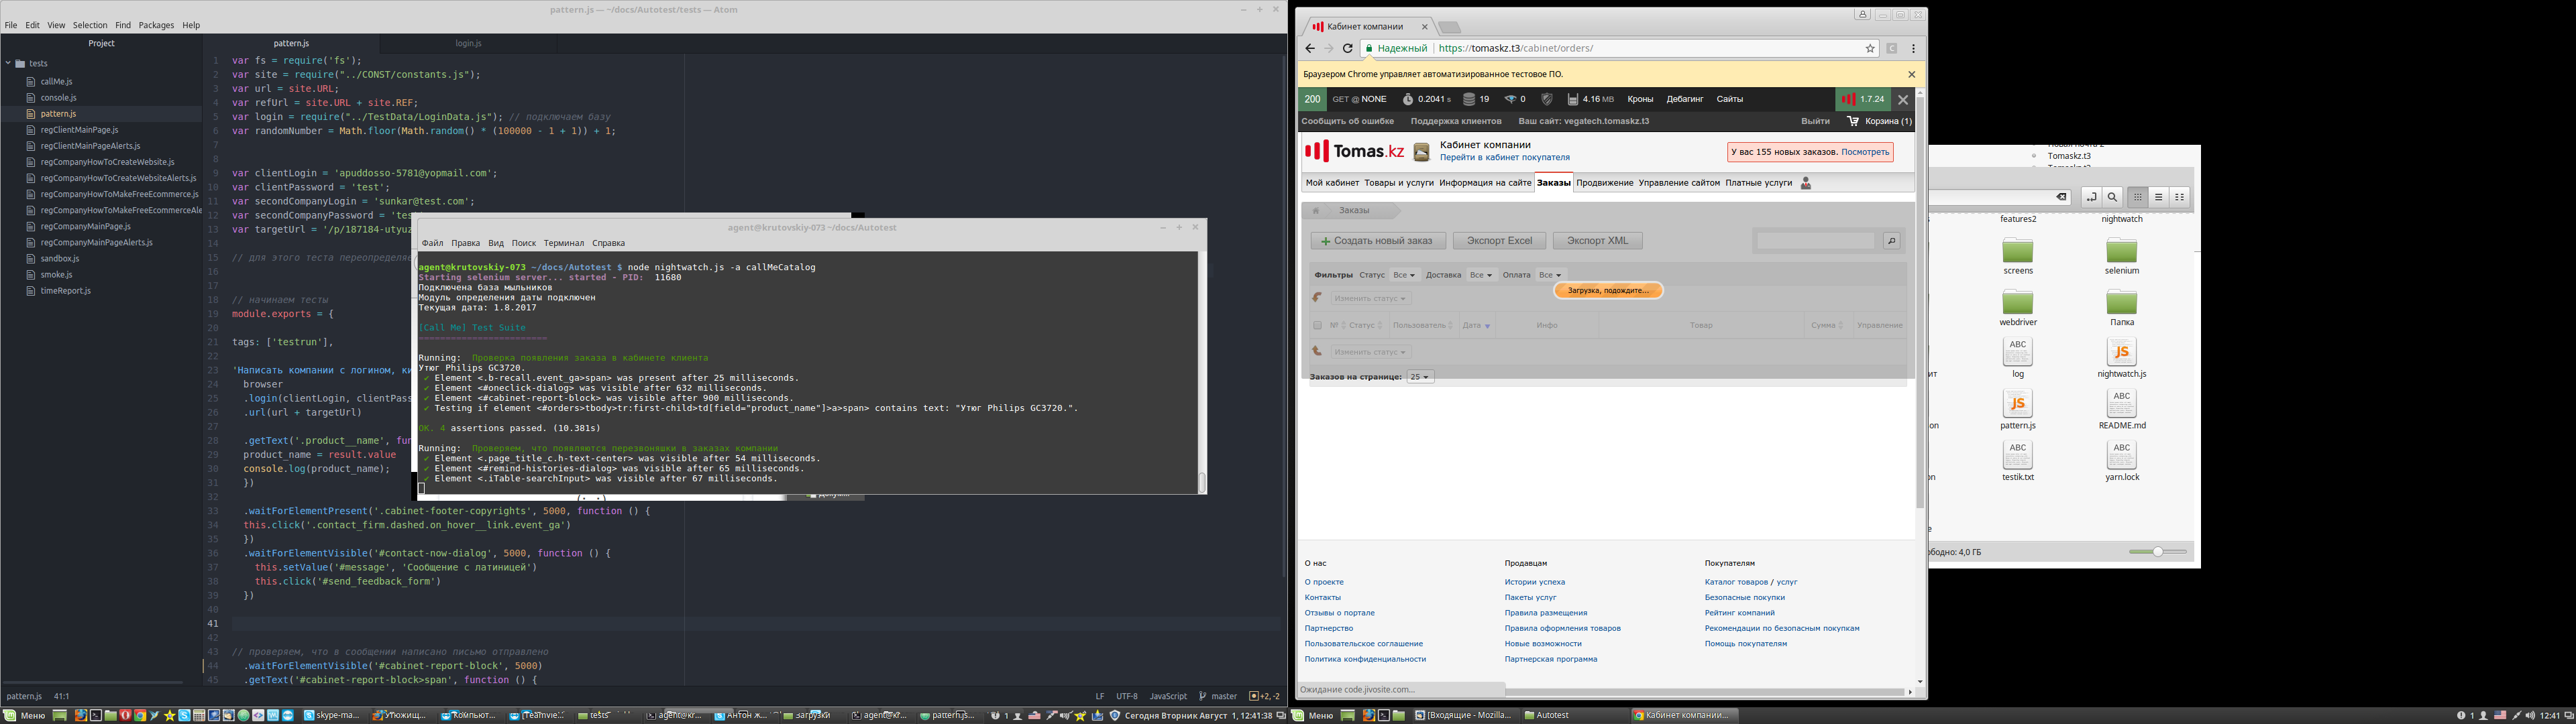 pattern.js — ~/docs/Autotest/tests — Atom
File Edit View Selection Find Packages Help
Project
tests
callMe.js
console.js
pattern.js
regClientMainPage.js
regClientMainPageAlerts.js
regCompanyHowToCreateWebsite.js
regCompanyHowToCreateWebsiteAlerts.js
regCompanyHowToMakeFreeEcommerce.js
regCompanyHowToMakeFreeEcommerceAle
regCompanyMainPage.js
regCompanyMainPageAlerts.js
sandbox.js
smoke.js
timeReport.js
pattern.js login.js
1 var fs = require('fs');
2 var site = require("../CONST/constants.js");
3 var url = site.URL;
4 var refUrl = site.URL + site.REF;
5 var login = require("../TestData/LoginData.js"); // подключаем базу
6 var randomNumber = Math.floor(Math.random() * (100000 - 1 + 1)) + 1;
7
8
9 var clientLogin = 'apuddosso-5781@yopmail.com';
10 var clientPassword = 'test';
11 var secondCompanyLogin = 'sunkar@test.com';
12 var secondCompanyPassword = 'tes
13 var targetUrl = '/p/187184-utyuz
14
15 // для этого теста переопределяе
16
17
18 // начинаем тесты
19 module.exports = {
20
21 tags: ['testrun'],
22
23 'Написать компании с логином, ки
24 browser
25 .login(clientLogin, clientPass
26 .url(url + targetUrl)
27
28 .getText('.product__name', fun
29 product_name = result.value
30 console.log(product_name);
31 })
32
33 .waitForElementPresent('.cabinet-footer-copyrights', 5000, function () {
34 this.click('.contact_firm.dashed.on_hover__link.event_ga')
35 })
36 .waitForElementVisible('#contact-now-dialog', 5000, function () {
37 this.setValue('#message', 'Сообщение с латиницей')
38 this.click('#send_feedback_form')
39 })
40
41
42
43 // проверяем, что в сообщении написано письмо отправлено
44 .waitForElementVisible('#cabinet-report-block', 5000)
45 .getText('#cabinet-report-block>span', function () {
pattern.js 41:1 LF UTF-8 JavaScript master +2, -2
agent@krutovskiy-073 ~/docs/Autotest
Файл Правка Вид Поиск Терминал Справка
agent@krutovskiy-073 ~/docs/Autotest $ node nightwatch.js -a callMeCatalog
Starting selenium server... started - PID: 11680
Подключена база мыльников
Модуль определения даты подключен
Текущая дата: 1.8.2017
[Call Me] Test Suite
========================
Running: Проверка появления заказа в кабинете клиента
Утюг Philips GC3720.
✔ Element <.b-recall.event_ga>span> was present after 25 milliseconds.
✔ Element <#oneclick-dialog> was visible after 632 milliseconds.
✔ Element <#cabinet-report-block> was visible after 900 milliseconds.
✔ Testing if element <#orders>tbody>tr:first-child>td[field="product_name"]>a>span> contains text: "Утюг Philips GC3720.".
OK. 4 assertions passed. (10.381s)
Running: Проверяем, что появляются перезвоняшки в заказах компании
✔ Element <.page_title_c.h-text-center> was visible after 54 milliseconds.
✔ Element <#remind-histories-dialog> was visible after 65 milliseconds.
✔ Element <.iTable-searchInput> was visible after 67 milliseconds.
Кабинет компании
Надежный https://tomaskz.t3/cabinet/orders/
Браузером Chrome управляет автоматизированное тестовое ПО.
200 GET @ NONE 0.2041 s 19 0 4.16 MB Кроны Дебагинг Сайты 1.7.24
Сообщить об ошибке Поддержка клиентов Ваш сайт: vegatech.tomaskz.t3 Выйти Корзина (1)
Tomas.kz
Кабинет компании
Перейти в кабинет покупателя
У вас 155 новых заказов. Посмотреть
Мой кабинет Товары и услуги Информация на сайте Заказы Продвижение Управление сайтом Платные услуги
Заказы
Создать новый заказ Экспорт Excel Экспорт XML
Фильтры Статус Все Доставка Все Оплата Все
Загрузка, подождите...
Изменить статус
№ Статус Пользователь Дата Инфо Товар Сумма Управление
Изменить статус
Заказов на странице: 25
О нас
О проекте
Контакты
Отзывы о портале
Партнерство
Пользовательское соглашение
Политика конфиденциальности
Продавцам
Истории успеха
Пакеты услуг
Правила размещения
Правила оформления товаров
Новые возможности
Партнерская программа
Покупателям
Каталог товаров / услуг
Безопасные покупки
Рейтинг компаний
Рекомендации по безопасным покупкам
Помощь покупателям
Ожидание code.jivosite.com...
Tomaskz.t3
features2 nightwatch
screens selenium
webdriver Папка
log nightwatch.js
pattern.js README.md
testik.txt yarn.lock
ободно: 4,0 ГБ
Меню skype-ma... Утюжищ... Компьют... [Teamvie... tests agent@kr... Антон ж... загрузки agent@kr... pattern.js... 1 Сегодня Вторник Август 1, 12:41:38
Меню [Входящие - Mozilla... Autotest Кабинет компании... 1 12:41